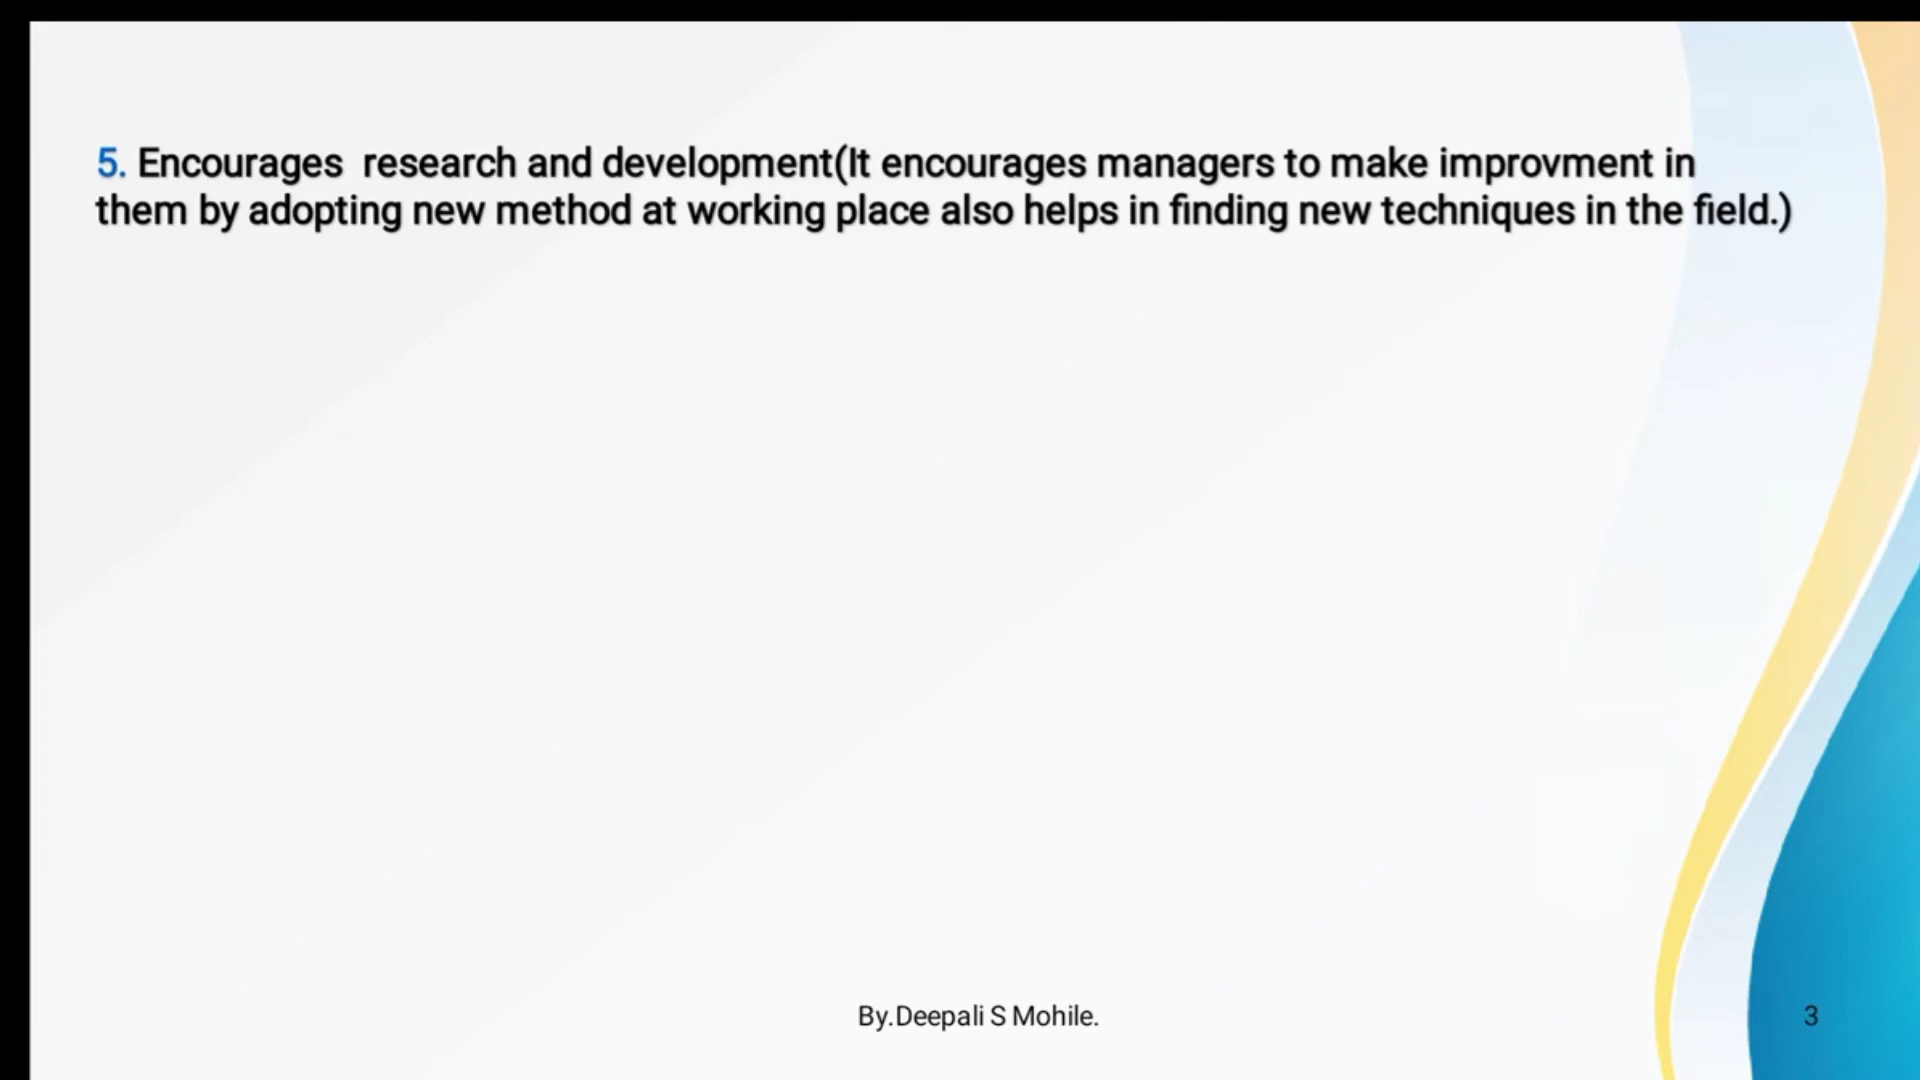 5. Encourages  research and development(It encourages managers to make improvment in
them by adopting new method at working place also helps in finding new techniques in the field.)
By.Deepali S Mohile.
3